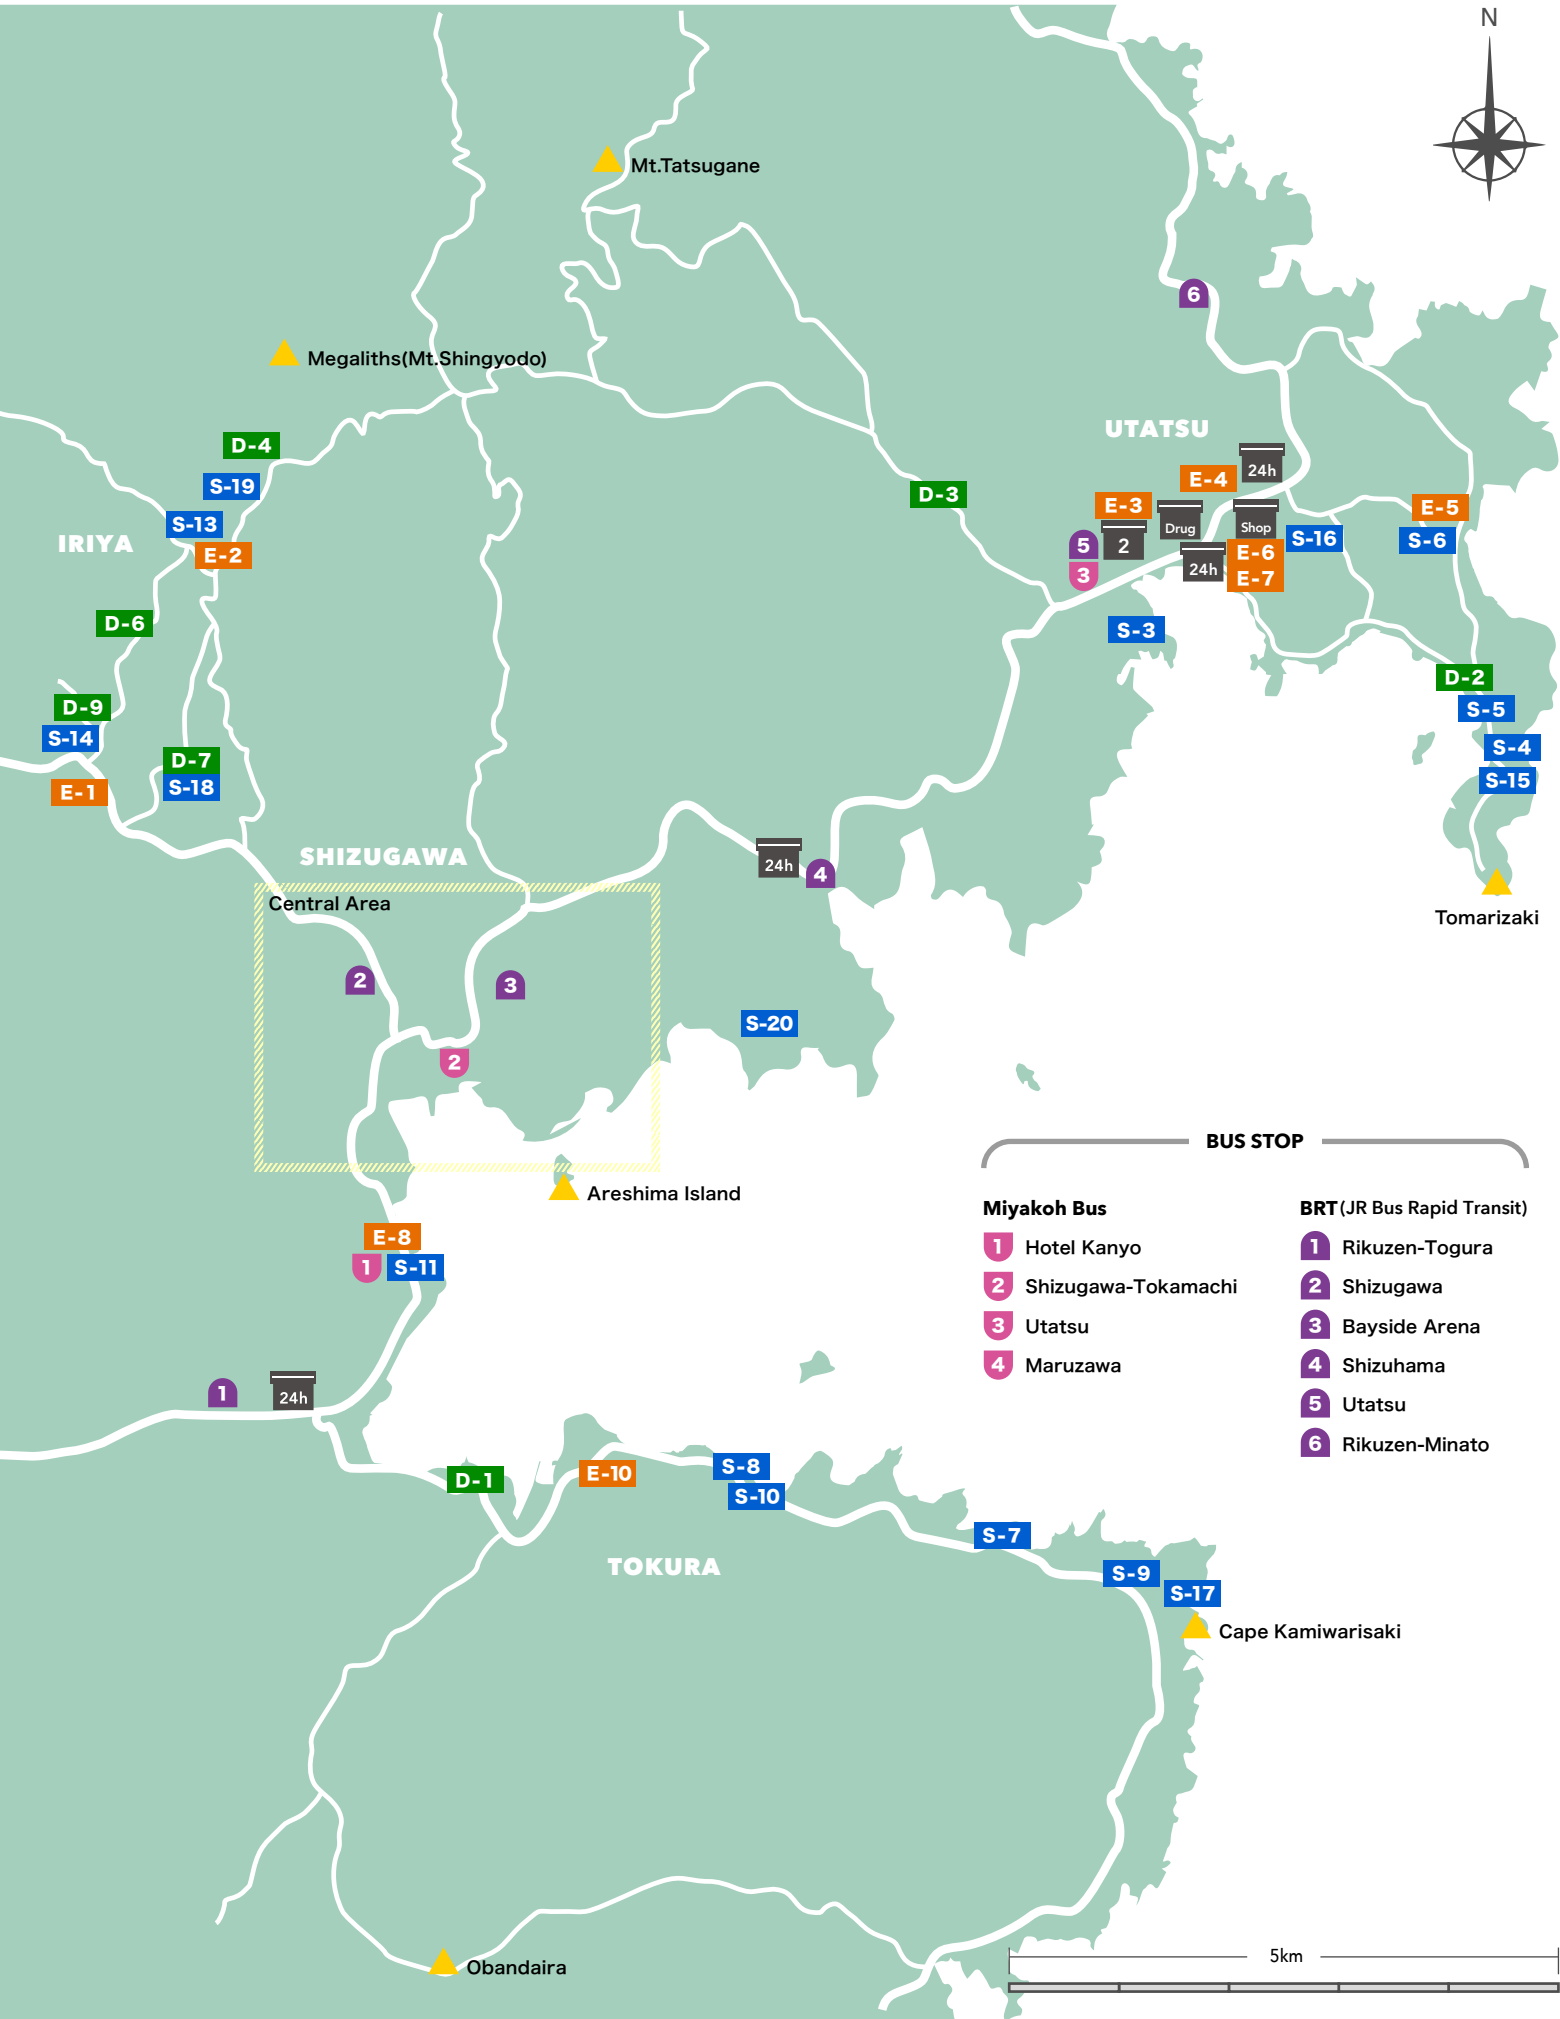 N
Mt.Tatsugane
6
Megaliths(Mt.Shingyodo)
UTATSU
D-4
24h
E-4
S-19
D-3
E-3
E-5
S-13
Drug
Shop
S-16
S-6
IRIYA
E-2
5
2
E-6
24h
3
E-7
D-6
S-3
D-2
D-9
S-5
S-14
S-4
D-7
S-15
S-18
E-1
SHIZUGAWA
24h
4
Central Area
Tomarizaki
2
3
S-20
2
BUS STOP
Areshima Island
Miyakoh Bus
1 Hotel Kanyo
2 Shizugawa-Tokamachi
3 Utatsu
4 Maruzawa
BRT(JR Bus Rapid Transit)
1 Rikuzen-Togura
2 Shizugawa
3 Bayside Arena
4 Shizuhama
5 Utatsu
6 Rikuzen-Minato
E-8
1
S-11
1
24h
D-1
E-10
S-8
S-10
S-7
TOKURA
S-9
S-17
Cape Kamiwarisaki
5km
Obandaira